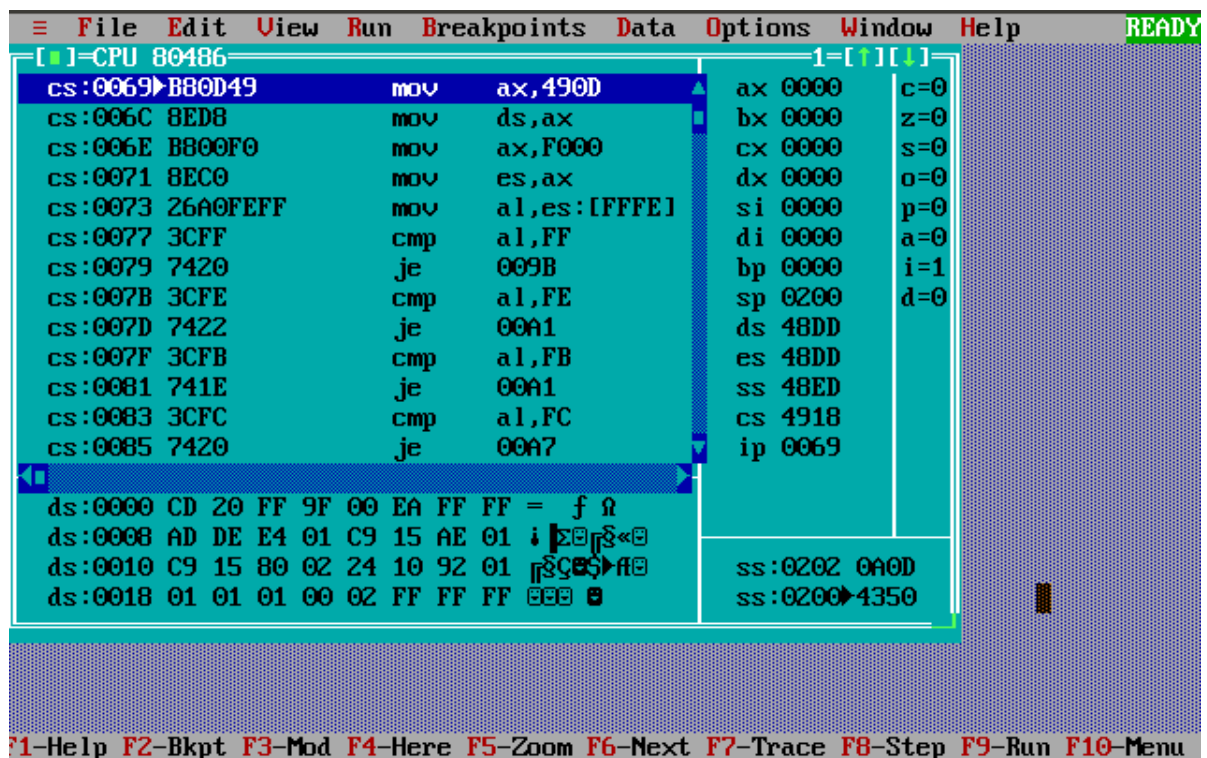 ≡ File Edit View Run Breakpoints Data Options Window Help READY
[■]=CPU 80486 1=[↑][↓]
cs:0069►B80D49 mov ax,490D ax 0000 c=0
cs:006C 8ED8 mov ds,ax bx 0000 z=0
cs:006E B800F0 mov ax,F000 cx 0000 s=0
cs:0071 8EC0 mov es,ax dx 0000 o=0
cs:0073 26A0FEFF mov al,es:[FFFE] si 0000 p=0
cs:0077 3CFF cmp al,FF di 0000 a=0
cs:0079 7420 je 009B bp 0000 i=1
cs:007B 3CFE cmp al,FE sp 0200 d=0
cs:007D 7422 je 00A1 ds 48DD
cs:007F 3CFB cmp al,FB es 48DD
cs:0081 741E je 00A1 ss 48ED
cs:0083 3CFC cmp al,FC cs 4918
cs:0085 7420 je 00A7 ip 0069
ds:0000 CD 20 FF 9F 00 EA FF FF = ƒ Ω
ds:0008 AD DE E4 01 C9 15 AE 01 ¡▐Σ☺╔§«☺
ds:0010 C9 15 80 02 24 10 92 01 ╔§Ç☻$►Æ☺ ss:0202 0A0D
ds:0018 01 01 01 00 02 FF FF FF ☺☺☺ ☻ ss:0200►4350
F1-Help F2-Bkpt F3-Mod F4-Here F5-Zoom F6-Next F7-Trace F8-Step F9-Run F10-Menu